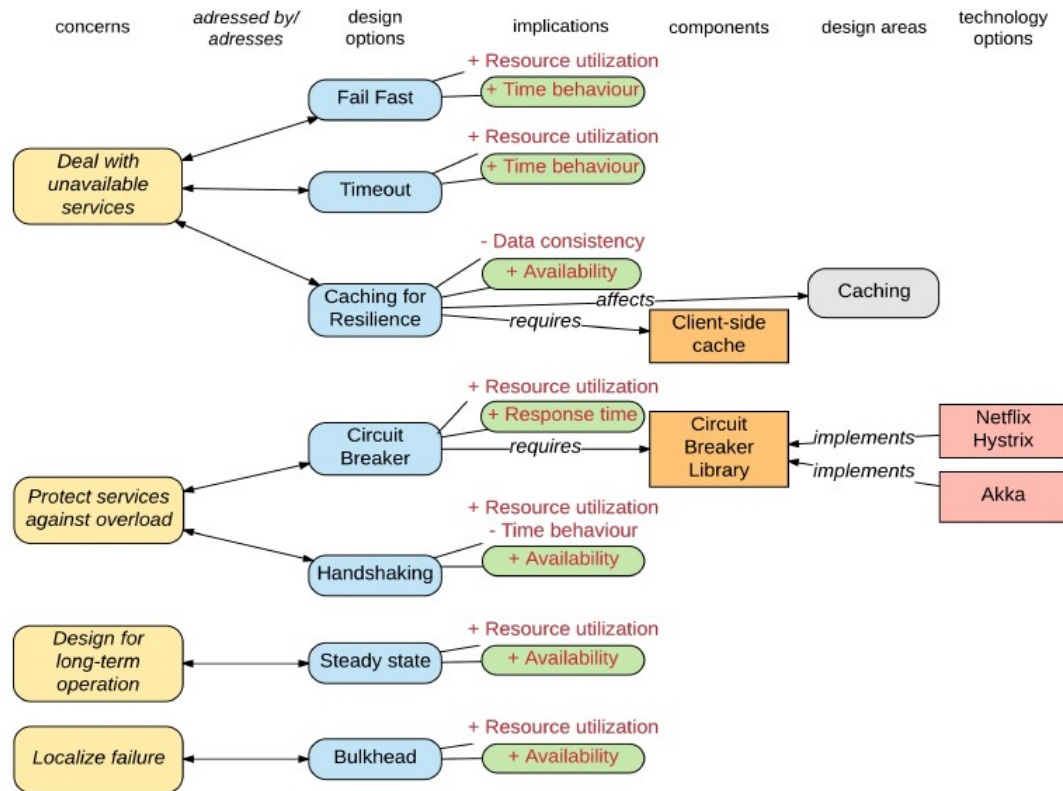 concerns
adressed by/
adresses
design
options
implications
components
design areas
technology
options
Deal with
unavailable
services
Fail Fast
+ Resource utilization
+ Time behaviour
Timeout
+ Resource utilization
+ Time behaviour
Caching for
Resilience
- Data consistency
+ Availability
affects
Caching
requires
Client-side
cache
Protect services
against overload
Circuit
Breaker
+ Resource utilization
+ Response time
requires
Circuit
Breaker
Library
implements
Netflix
Hystrix
implements
Akka
Handshaking
+ Resource utilization
- Time behaviour
+ Availability
Design for
long-term
operation
Steady state
+ Resource utilization
+ Availability
Localize failure
Bulkhead
+ Resource utilization
+ Availability